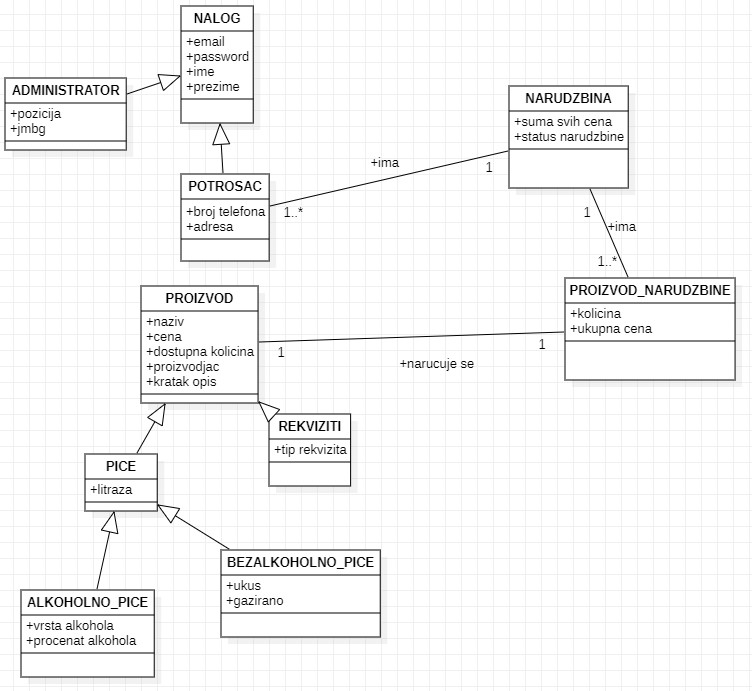 NALOG
+email
+password
+ime
+prezime
ADMINISTRATOR
+pozicija
+jmbg
NARUDZBINA
+suma svih cena
+status narudzbine
POTROSAC
+broj telefona
+adresa
+ima
1..*
1
1
+ima
1..*
PROIZVOD_NARUDZBINE
+kolicina
+ukupna cena
PROIZVOD
+naziv
+cena
+dostupna kolicina
+proizvodjac
+kratak opis
1
+narucuje se
1
REKVIZITI
+tip rekvizita
PICE
+litraza
BEZALKOHOLNO_PICE
+ukus
+gazirano
ALKOHOLNO_PICE
+vrsta alkohola
+procenat alkohola